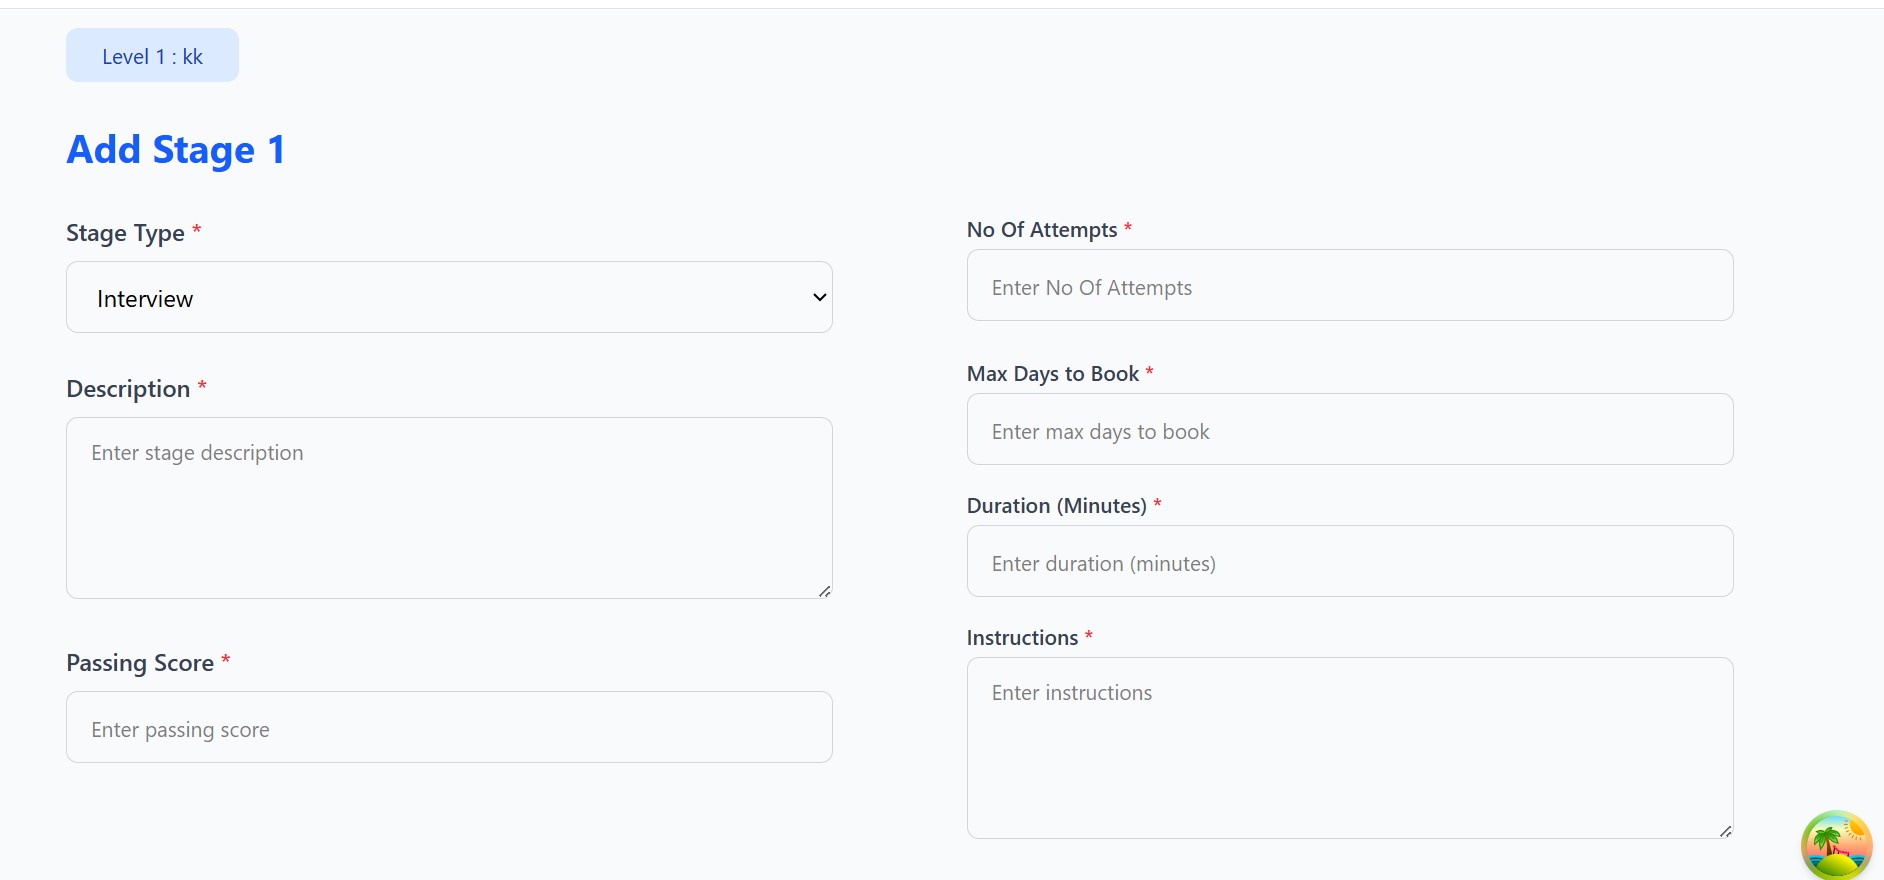 Level 1 : kk
Add Stage 1
Stage Type *
Interview
Description *
Enter stage description
Passing Score *
Enter passing score
No Of Attempts *
Enter No Of Attempts
Max Days to Book *
Enter max days to book
Duration (Minutes) *
Enter duration (minutes)
Instructions *
Enter instructions